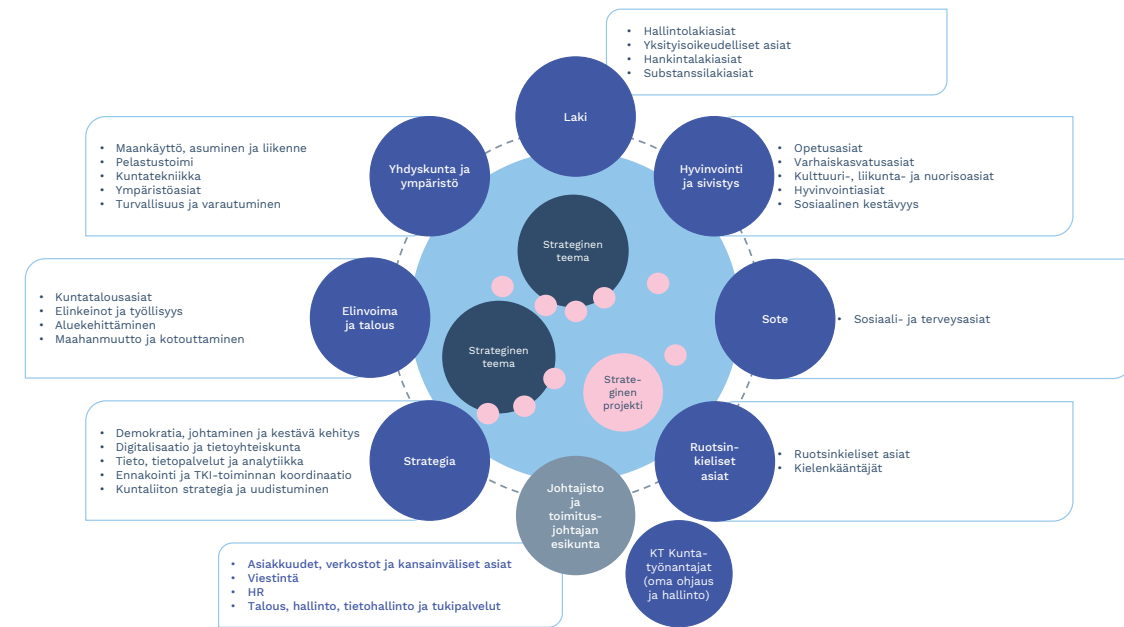 • Hallintolakiasiat
• Yksityisoikeudelliset asiat
• Hankintalakiasiat
• Substanssilakiasiat
Laki
• Maankäyttö, asuminen ja liikenne
• Pelastustoimi
• Kuntatekniikka
• Ympäristöasiat
• Turvallisuus ja varautuminen
Yhdyskunta ja
ympäristö
Hyvinvointi
ja sivistys
• Opetusasiat
• Varhaiskasvatusasiat
• Kulttuuri-, liikunta- ja nuorisoasiat
• Hyvinvointiasiat
• Sosiaalinen kestävyys
Strateginen
teema
• Kuntatalousasiat
• Elinkeinot ja työllisyys
• Aluekehittäminen
• Maahanmuutto ja kotouttaminen
Elinvoima
ja talous
Sote
• Sosiaali- ja terveysasiat
Strateginen
teema
Strate-
ginen
projekti
• Demokratia, johtaminen ja kestävä kehitys
• Digitalisaatio ja tietoyhteiskunta
• Tieto, tietopalvelut ja analytiikka
• Ennakointi ja TKI-toiminnan koordinaatio
• Kuntaliiton strategia ja uudistuminen
Strategia
Ruotsin-
kieliset
asiat
• Ruotsinkieliset asiat
• Kielenkääntäjät
Johtajisto
ja
toimitus-
johtajan
esikunta
• Asiakkuudet, verkostot ja kansainväliset asiat
• Viestintä
• HR
• Talous, hallinto, tietohallinto ja tukipalvelut
KT Kunta-
työnantajat
(oma ohjaus
ja hallinto)